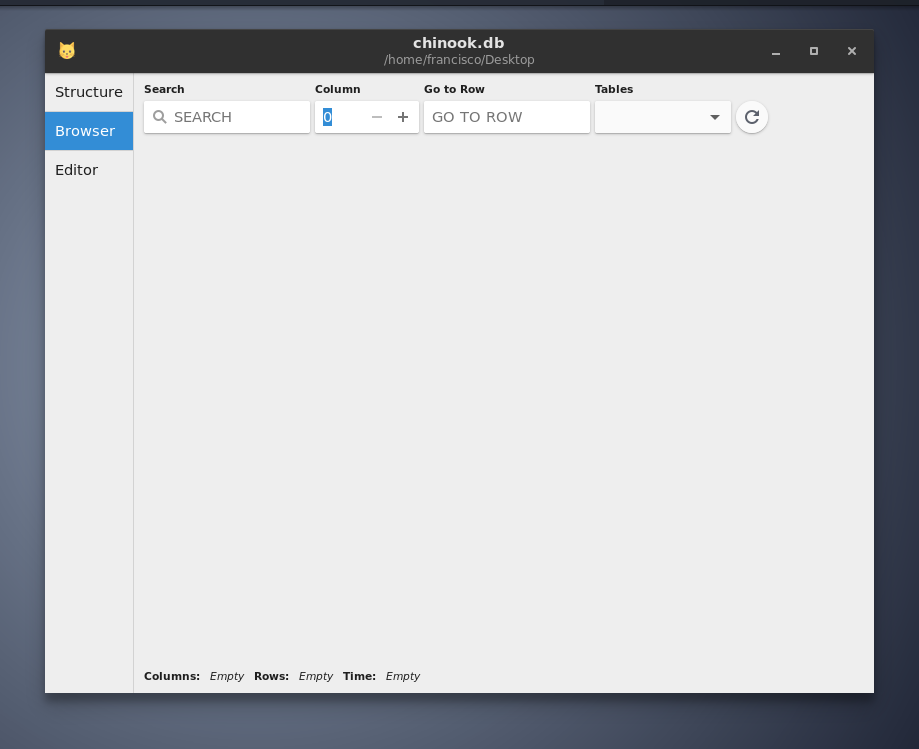 chinook.db
/home/francisco/Desktop
Structure
Browser
Editor
Search Column Go to Row Tables
SEARCH 0 GO TO ROW
Columns: Empty Rows: Empty Time: Empty